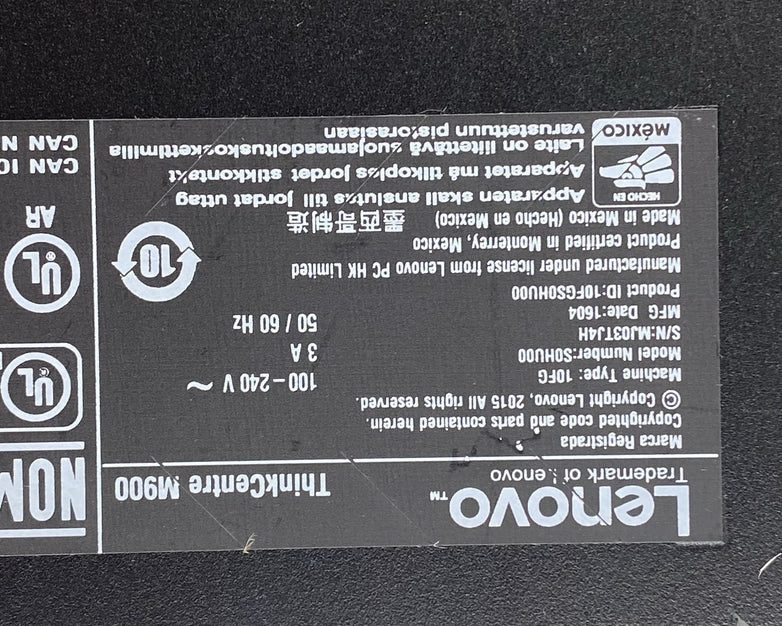 Lenovo™
Trademark of Lenovo
ThinkCentre M900
Marca Registrada
Copyrighted code and parts contained herein.
© Copyright Lenovo, 2015 All rights reserved.
Machine Type: 10FG
Model Number:S0HU00
S/N:MJ03TJ4H
MFG Date:1604
Product ID:10FGS0HU00
100-240 V ~
3 A
50 / 60 Hz
Manufactured under license from Lenovo PC HK Limited
Product certified in Monterrey, Mexico
Made in Mexico (Hecho en Mexico) 墨西哥制造
10
HECHO EN
MÉXICO
Apparaten skall anslutas till jordat uttag
Apparatet må tilkoples jordet stikkontakt
Laite on liitettävä suojamaadoituskoskettimilla
varustettuun pistorasiaan
NOM
UL
UL®
AR
CAN IC
CAN N